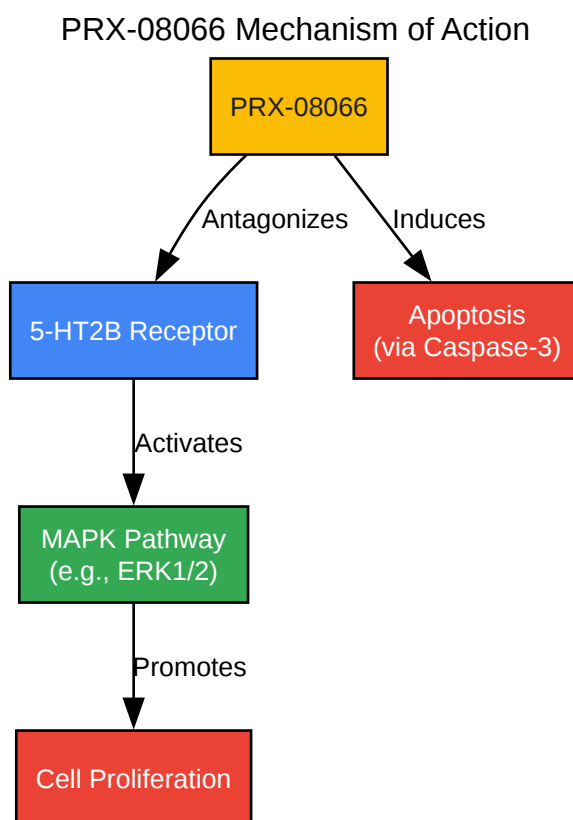 PRX-08066 Mechanism of Action
PRX-08066
Antagonizes
Induces
5-HT2B Receptor
Apoptosis
(via Caspase-3)
Activates
MAPK Pathway
(e.g., ERK1/2)
Promotes
Cell Proliferation